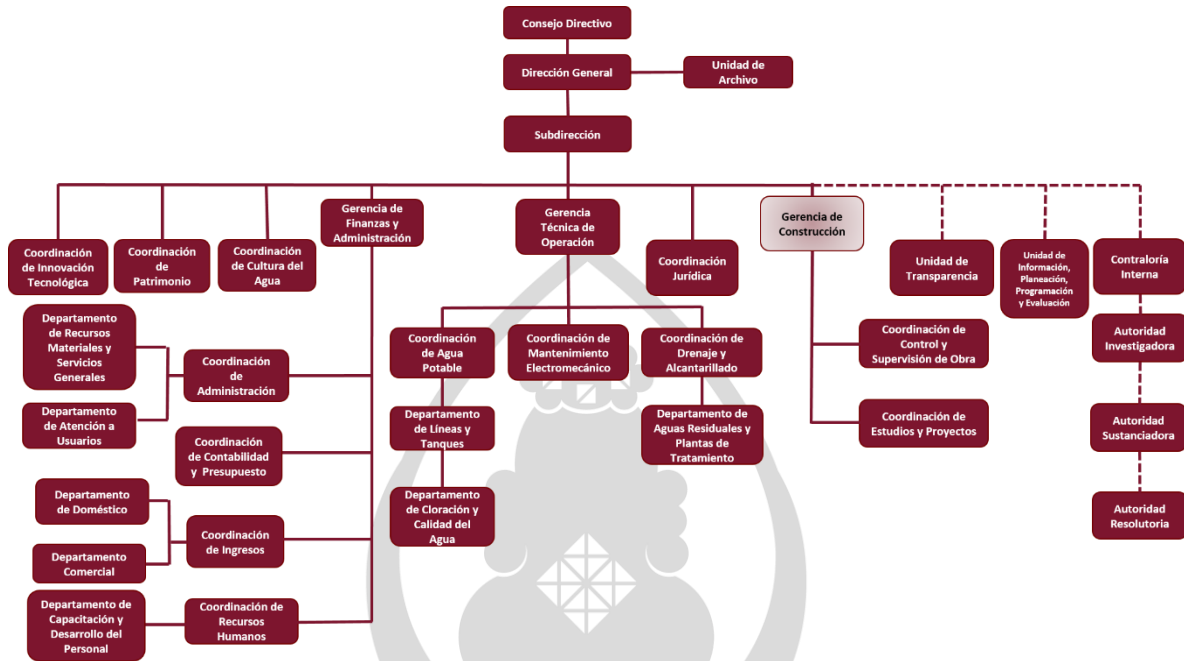 Consejo Directivo
Dirección General
Unidad de
Archivo
Subdirección
Coordinación
de Innovación
Tecnológica
Coordinación
de
Patrimonio
Coordinación
de Cultura del
Agua
Gerencia de
Finanzas y
Administración
Gerencia
Técnica de
Operación
Coordinación
Jurídica
Gerencia de
Construcción
Unidad de
Transparencia
Unidad de
Información,
Planeación,
Programación
y Evaluación
Contraloría
Interna
Departamento
de Recursos
Materiales y
Servicios
Generales
Coordinación
de
Administración
Departamento
de Atención a
Usuarios
Coordinación
de Contabilidad
y Presupuesto
Departamento
de Doméstico
Coordinación
de Ingresos
Departamento
Comercial
Departamento de
Capacitación y
Desarrollo del
Personal
Coordinación de
Recursos
Humanos
Coordinación
de Agua
Potable
Coordinación de
Mantenimiento
Electromecánico
Coordinación de
Drenaje y
Alcantarillado
Departamento
de Líneas y
Tanques
Departamento de
Aguas Residuales y
Plantas de
Tratamiento
Departamento
de Cloración y
Calidad del
Agua
Coordinación de
Control y
Supervisión de Obra
Coordinación de
Estudios y Proyectos
Autoridad
Investigadora
Autoridad
Sustanciadora
Autoridad
Resolutoria